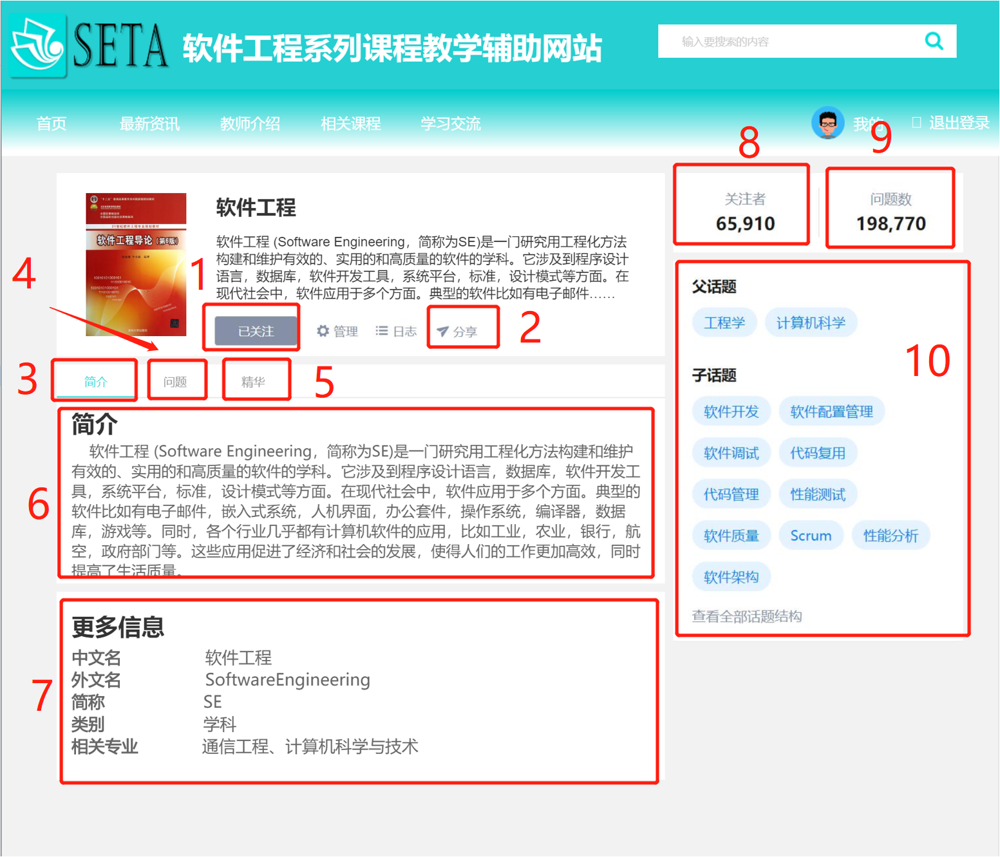 SETA 软件工程系列课程教学辅助网站
输入要搜索的内容
首页 最新资讯 教师介绍 相关课程 学习交流 我的 退出登录
8 9
软件工程导论（第6版）
软件工程
软件工程 (Software Engineering，简称为SE)是一门研究用工程化方法
构建和维护有效的、实用的和高质量的软件的学科。它涉及到程序设计
语言，数据库，软件开发工具，系统平台，标准，设计模式等方面。在
现代社会中，软件应用于多个方面。典型的软件比如有电子邮件……
4
1
已关注 管理 日志 分享
2
3
简介 问题 精华
5
简介
软件工程 (Software Engineering，简称为SE)是一门研究用工程化方法构建和维护
有效的、实用的和高质量的软件的学科。它涉及到程序设计语言，数据库，软件开发工
具，系统平台，标准，设计模式等方面。在现代社会中，软件应用于多个方面。典型的
软件比如有电子邮件，嵌入式系统，人机界面，办公套件，操作系统，编译器，数据
库，游戏等。同时，各个行业几乎都有计算机软件的应用，比如工业，农业，银行，航
空，政府部门等。这些应用促进了经济和社会的发展，使得人们的工作更加高效，同时
提高了生活质量。
6
更多信息
中文名 软件工程
外文名 SoftwareEngineering
简称 SE
类别 学科
相关专业 通信工程、计算机科学与技术
7
关注者
65,910
问题数
198,770
父话题
工程学 计算机科学
10
子话题
软件开发 软件配置管理
软件调试 代码复用
代码管理 性能测试
软件质量 Scrum 性能分析
软件架构
查看全部话题结构